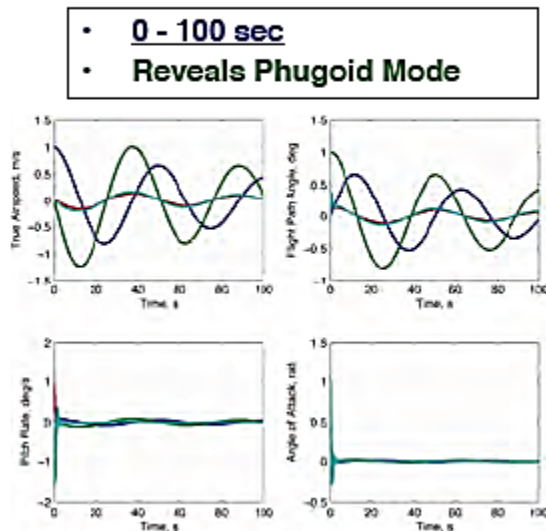 • 0 - 100 sec
• Reveals Phugoid Mode
True Airspeed, m/s
1.5
1
0.5
0
-0.5
-1
-1.5
0 20 40 60 80 100
Time, s
Flight Path Angle, deg
1.5
1
0.5
0
-0.5
-1
0 20 40 60 80 100
Time, s
Pitch Rate, deg/s
2
1
0
-1
-2
0 20 40 60 80 100
Time, s
Angle of Attack, rad
1.5
1
0.5
0
-0.5
0 20 40 60 80 100
Time, s